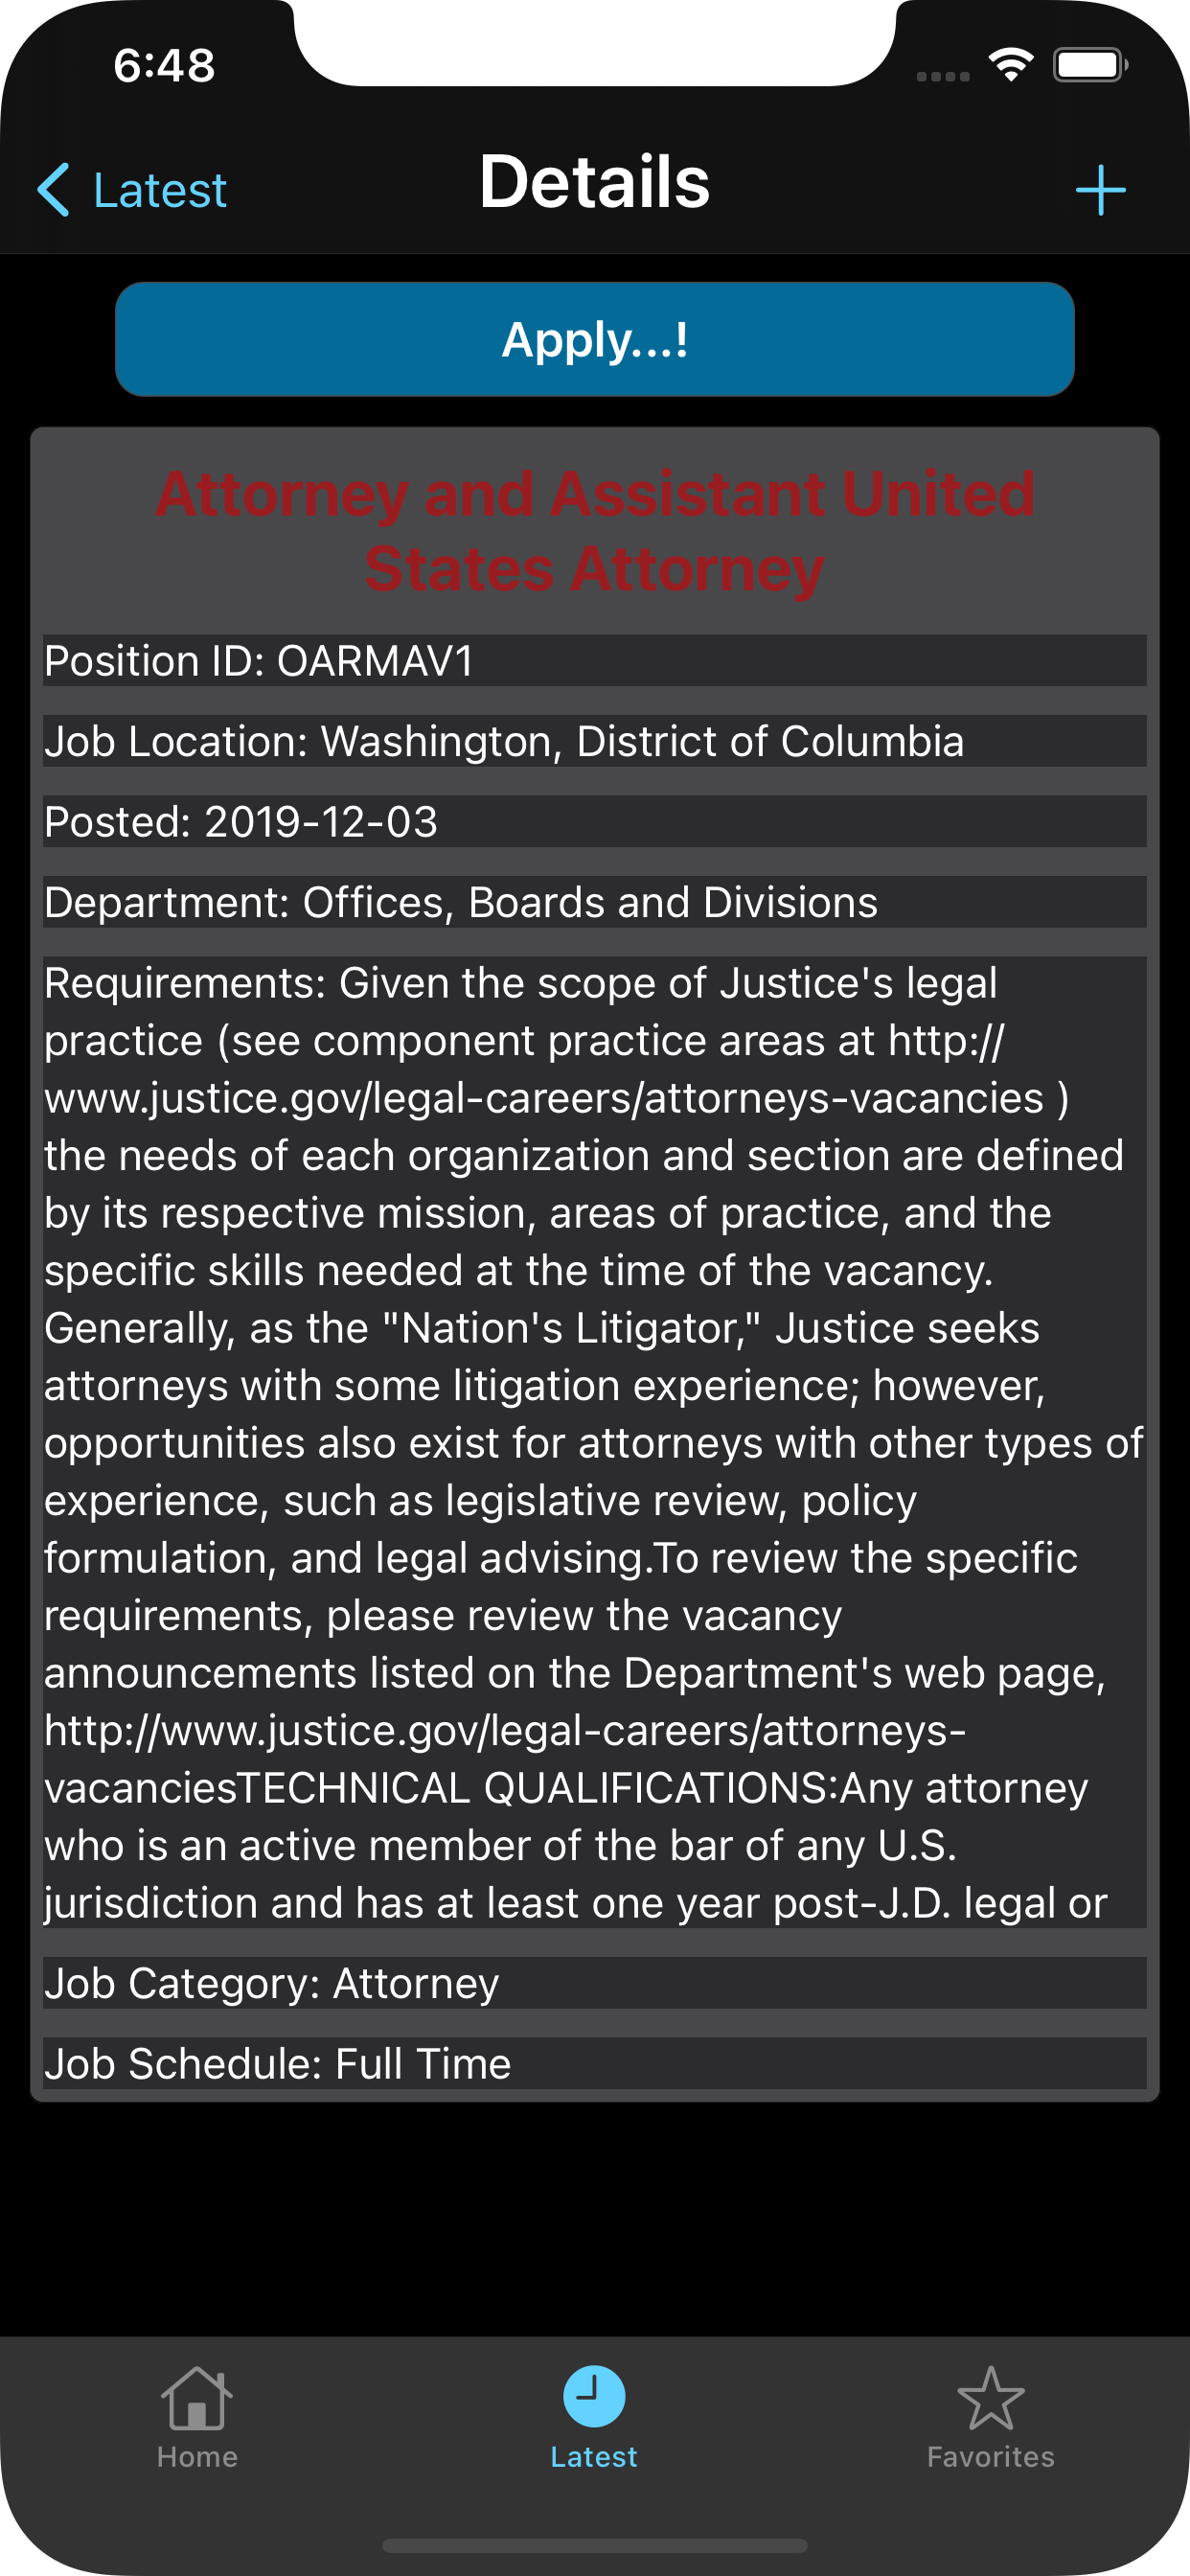 6:48
Latest
Details
Apply...!
Attorney and Assistant United
States Attorney
Position ID: OARMAV1
Job Location: Washington, District of Columbia
Posted: 2019-12-03
Department: Offices, Boards and Divisions
Requirements: Given the scope of Justice's legal
practice (see component practice areas at http://
www.justice.gov/legal-careers/attorneys-vacancies )
the needs of each organization and section are defined
by its respective mission, areas of practice, and the
specific skills needed at the time of the vacancy.
Generally, as the "Nation's Litigator," Justice seeks
attorneys with some litigation experience; however,
opportunities also exist for attorneys with other types of
experience, such as legislative review, policy
formulation, and legal advising.To review the specific
requirements, please review the vacancy
announcements listed on the Department's web page,
http://www.justice.gov/legal-careers/attorneys-
vacanciesTECHNICAL QUALIFICATIONS:Any attorney
who is an active member of the bar of any U.S.
jurisdiction and has at least one year post-J.D. legal or
Job Category: Attorney
Job Schedule: Full Time
Home
Latest
Favorites